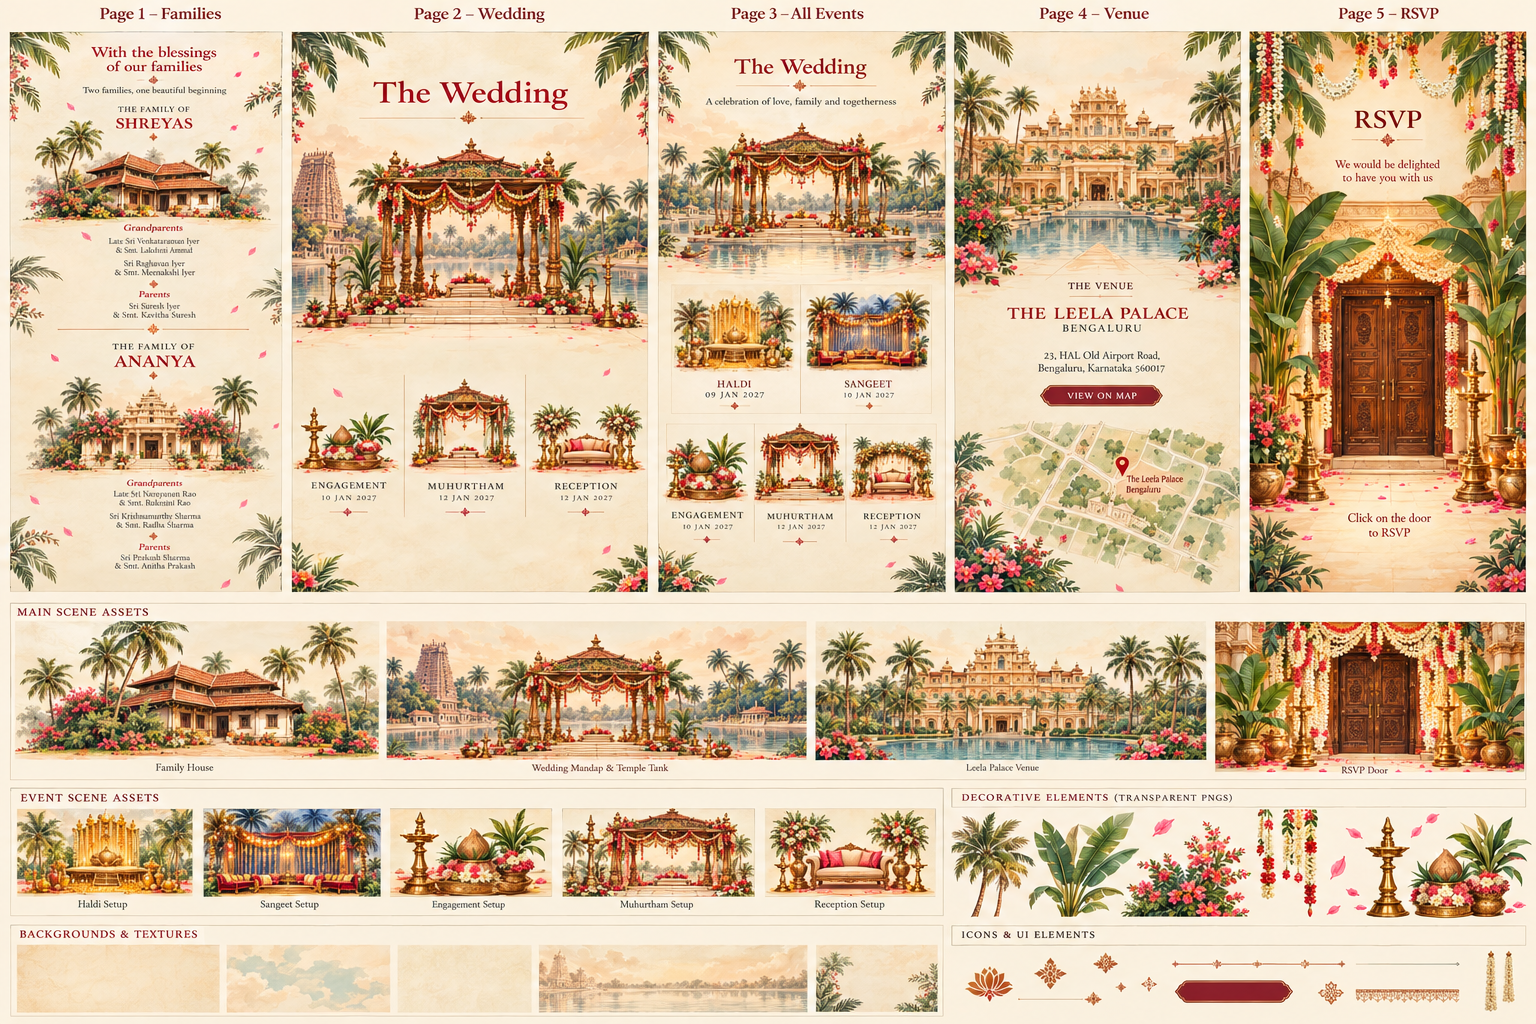 Page 1 – Families
With the blessings
of our families
Two families, one beautiful beginning
THE FAMILY OF
SHREYAS
Grandparents
Late Sri Venkataraman Iyer
& Smt. Lakshmi Ammal
Sri Raghavan Iyer
& Smt. Meenakshi Iyer
Parents
Sri Suresh Iyer
& Smt. Kavitha Suresh
THE FAMILY OF
ANANYA
Grandparents
Late Sri Narayanan Rao
& Smt. Rukmini Rao
Sri Krishnamurthy Sharma
& Smt. Radha Sharma
Parents
Sri Prakash Sharma
& Smt. Anitha Prakash
Page 2 – Wedding
The Wedding
ENGAGEMENT
10 JAN 2027
MUHURTHAM
12 JAN 2027
RECEPTION
12 JAN 2027
Page 3 – All Events
The Wedding
A celebration of love, family and togetherness
HALDI
09 JAN 2027
SANGEET
10 JAN 2027
ENGAGEMENT
10 JAN 2027
MUHURTHAM
12 JAN 2027
RECEPTION
12 JAN 2027
Page 4 – Venue
THE VENUE
THE LEELA PALACE
BENGALURU
23, HAL Old Airport Road,
Bengaluru, Karnataka 560017
VIEW ON MAP
The Leela Palace
Bengaluru
Page 5 – RSVP
RSVP
We would be delighted
to have you with us
Click on the door
to RSVP
MAIN SCENE ASSETS
Family House
Wedding Mandap & Temple Tank
Leela Palace Venue
RSVP Door
EVENT SCENE ASSETS
Haldi Setup
Sangeet Setup
Engagement Setup
Muhurtham Setup
Reception Setup
DECORATIVE ELEMENTS (TRANSPARENT PNGS)
BACKGROUNDS & TEXTURES
ICONS & UI ELEMENTS